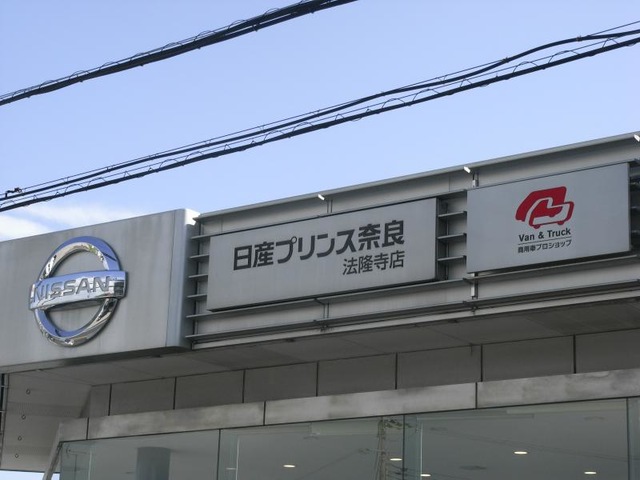 NISSAN
日産プリンス奈良
法隆寺店
Van & Truck
商用車プロショップ